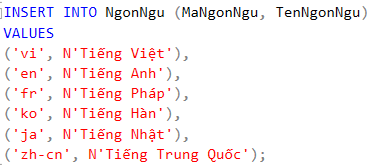 INSERT INTO NgonNgu (MaNgonNgu, TenNgonNgu)
VALUES
('vi', N'Tiếng Việt'),
('en', N'Tiếng Anh'),
('fr', N'Tiếng Pháp'),
('ko', N'Tiếng Hàn'),
('ja', N'Tiếng Nhật'),
('zh-cn', N'Tiếng Trung Quốc');